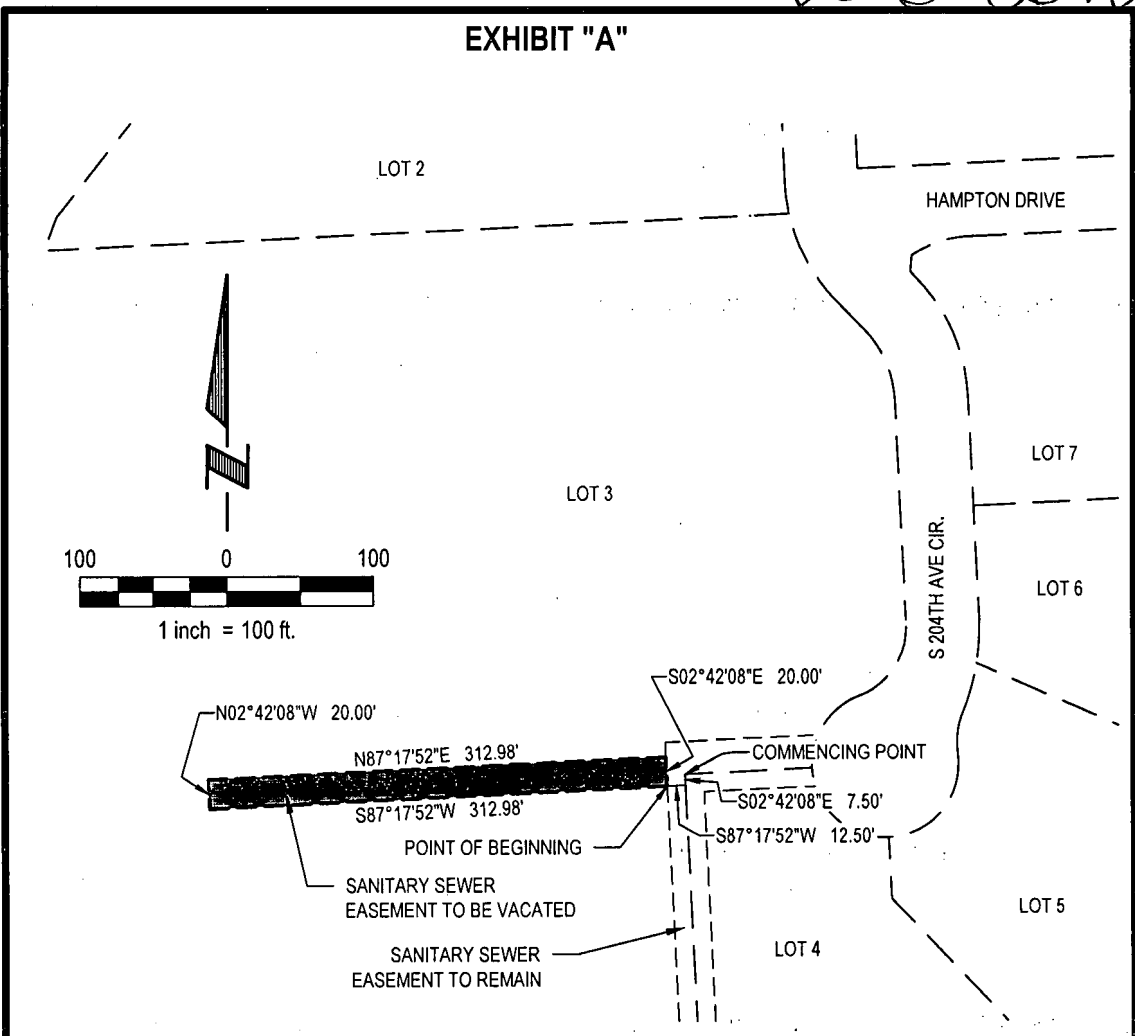 EXHIBIT "A"
LOT 2
HAMPTON DRIVE
LOT 7
LOT 3
100 0 100
1 inch = 100 ft.
LOT 6
S 204TH AVE CIR.
S02°42'08"E 20.00'
N02°42'08"W 20.00'
N87°17'52"E 312.98'
COMMENCING POINT
S02°42'08"E 7.50'
S87°17'52"W 312.98'
S87°17'52"W 12.50'
POINT OF BEGINNING
SANITARY SEWER
EASEMENT TO BE VACATED
LOT 5
SANITARY SEWER
EASEMENT TO REMAIN
LOT 4